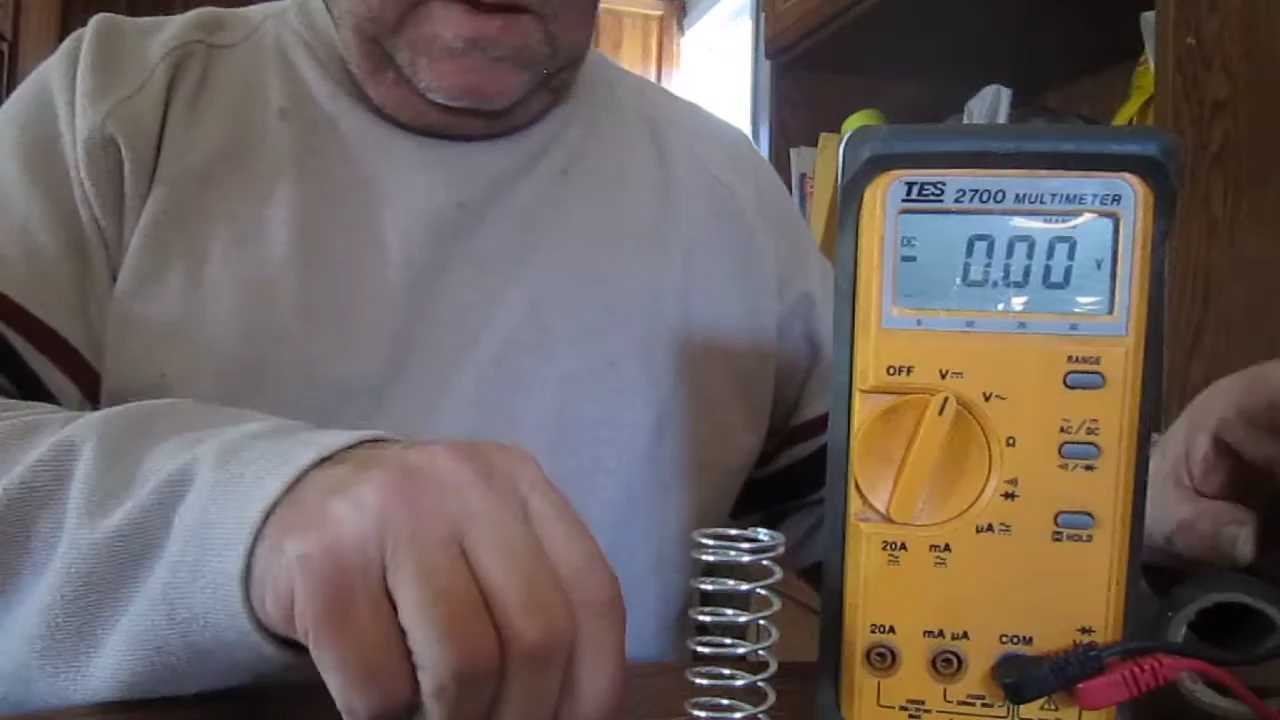 TES 2700 MULTIMETER
DC 0.00 V
OFF V
V~
Ω
RANGE
AC/DC
HOLD
µA
20A mA
20A mA µA COM